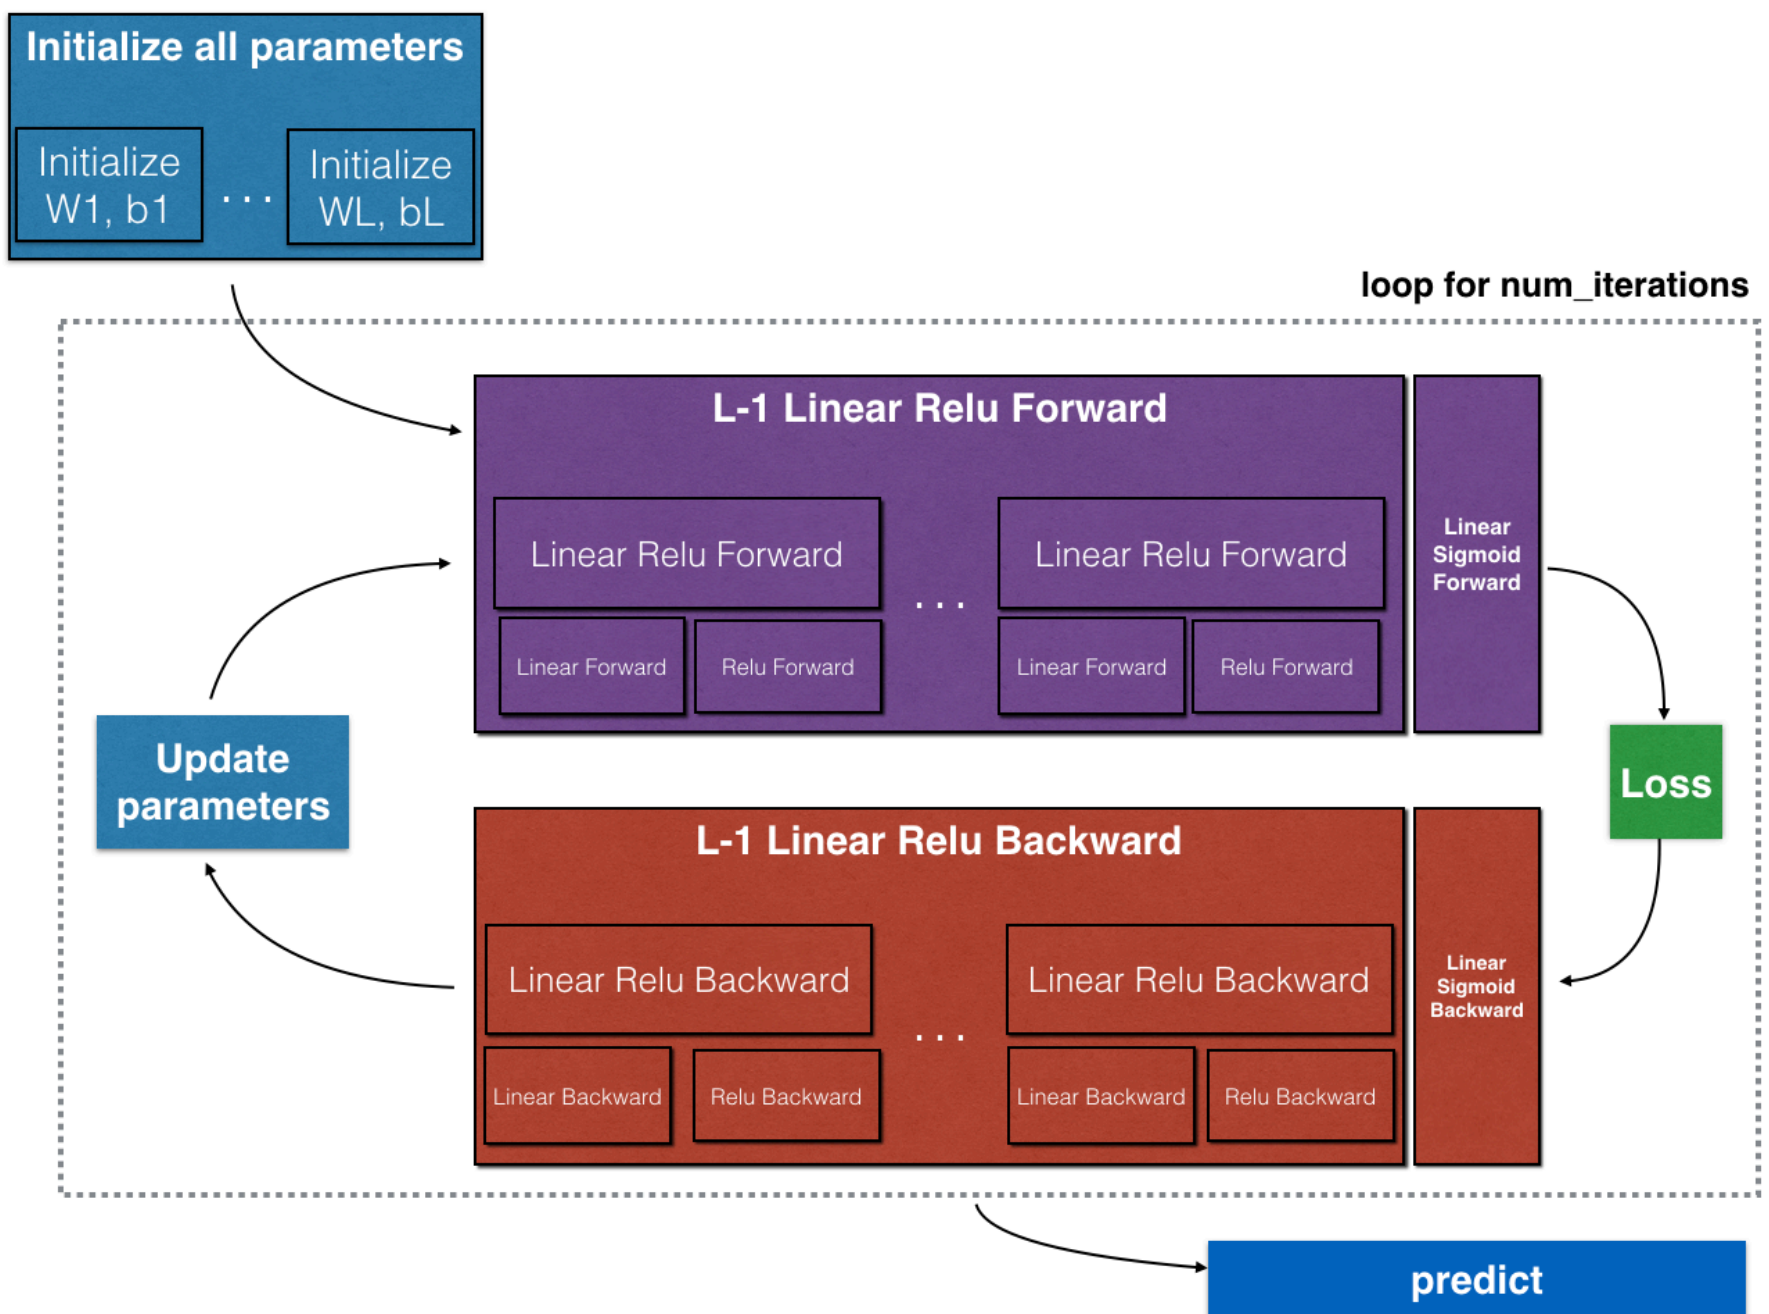 Initialize all parameters
Initialize
W1, b1
...
Initialize
WL, bL
loop for num_iterations
L-1 Linear Relu Forward
Linear Relu Forward
...
Linear Relu Forward
Linear Forward
Relu Forward
Linear Forward
Relu Forward
Linear
Sigmoid
Forward
Update
parameters
Loss
L-1 Linear Relu Backward
Linear Relu Backward
...
Linear Relu Backward
Linear Backward
Relu Backward
Linear Backward
Relu Backward
Linear
Sigmoid
Backward
predict